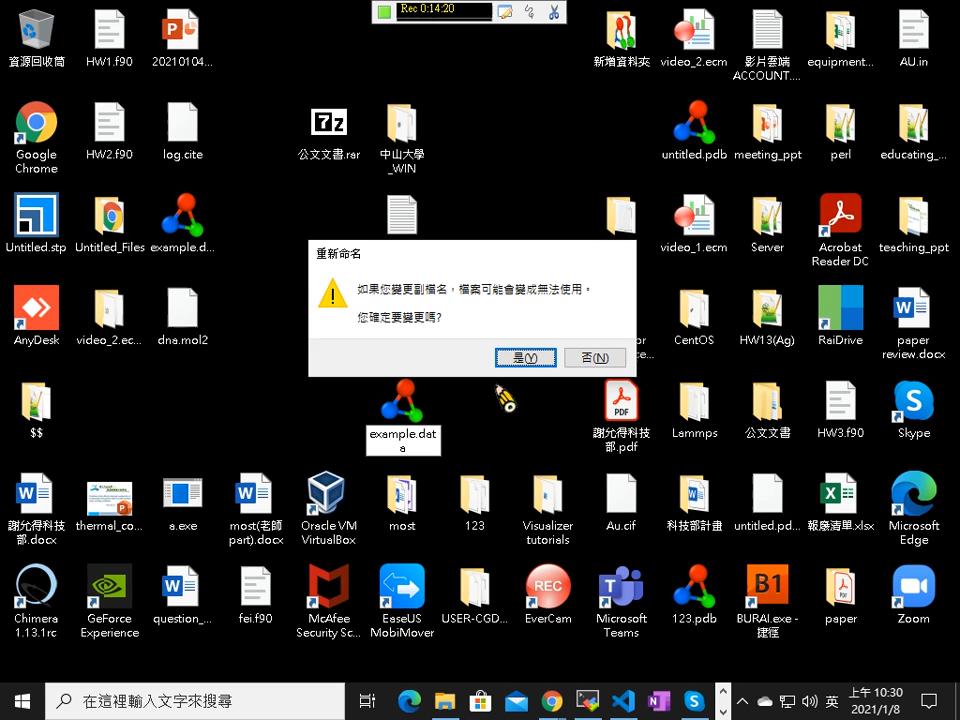 Rec 0:14:20
資源回收筒
HW1.f90
20210104...
新增資料夾
video_2.ecm
影片雲端
ACCOUNT....
equipment...
AU.in
Google
Chrome
HW2.f90
log.cite
7z
公文文書.rar
中山大學
_WIN
untitled.pdb
meeting_ppt
perl
educating_...
Untitled.stp
Untitled_Files
example.d...
video_1.ecm
Server
Acrobat
Reader DC
teaching_ppt
重新命名
如果您變更副檔名，檔案可能會變成無法使用。
您確定要變更嗎?
是(Y)
否(N)
AnyDesk
video_2.ec...
dna.mol2
CentOS
HW13(Ag)
RaiDrive
paper
review.docx
$$
example.dat
a
PDF
謝允得科技
部.pdf
Lammps
公文文書
HW3.f90
Skype
謝允得科技
部.docx
thermal_co...
a.exe
most(老師
part).docx
Oracle VM
VirtualBox
most
123
Visualizer
tutorials
Au.cif
科技部計畫
untitled.pd...
報廢清單.xlsx
Microsoft
Edge
Chimera
1.13.1rc
GeForce
Experience
question_...
fei.f90
McAfee
Security Sc...
EaseUS
MobiMover
USER-CGD...
REC
EverCam
Microsoft
Teams
123.pdb
B1
BURAI.exe -
捷徑
paper
Zoom
在這裡輸入文字來搜尋
英
上午 10:30
2021/1/8